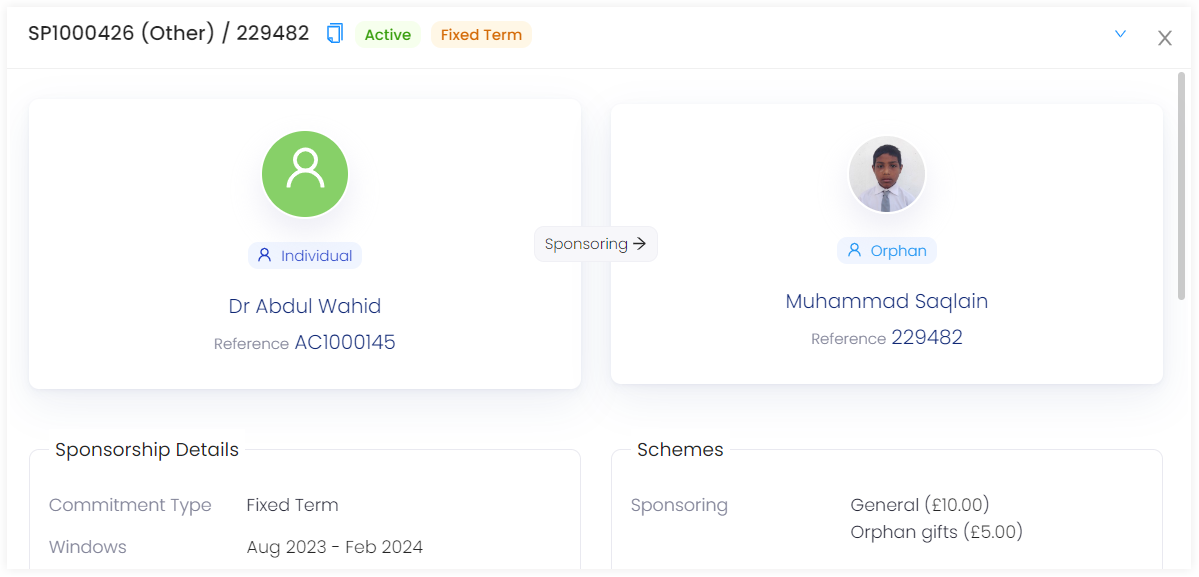 SP1000426 (Other) / 229482 Active Fixed Term
Individual
Dr Abdul Wahid
Reference AC1000145
Sponsoring →
Orphan
Muhammad Saqlain
Reference 229482
Sponsorship Details
Commitment Type Fixed Term
Windows Aug 2023 - Feb 2024
Schemes
Sponsoring General (£10.00)
Orphan gifts (£5.00)